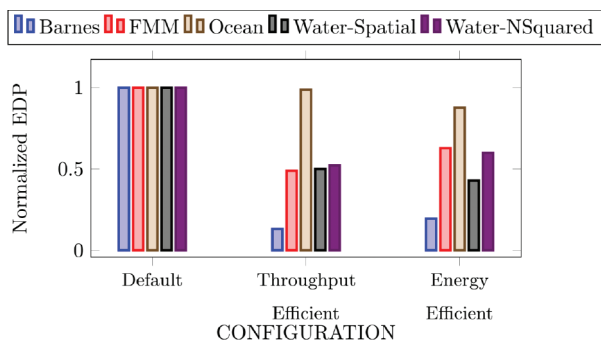 Barnes FMM Ocean Water-Spatial Water-NSquared
Normalized EDP
1
0.5
0
Default Throughput Energy
Efficient Efficient
CONFIGURATION